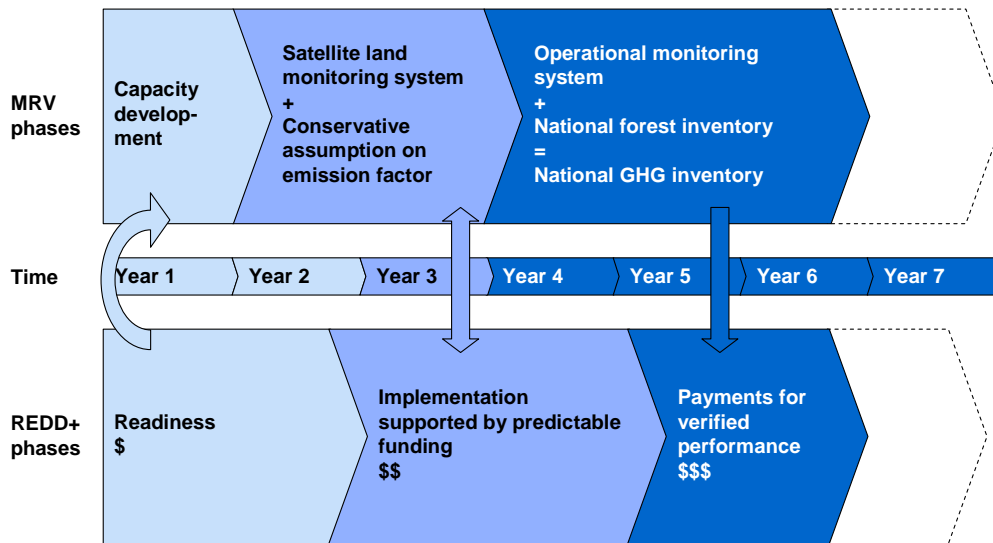 MRV
phases
Capacity
develop-
ment
Satellite land
monitoring system
+
Conservative
assumption on
emission factor
Operational monitoring
system
+
National forest inventory
=
National GHG inventory
Time
Year 1
Year 2
Year 3
Year 4
Year 5
Year 6
Year 7
REDD+
phases
Readiness
$
Implementation
supported by predictable
funding
$$
Payments for
verified
performance
$$$